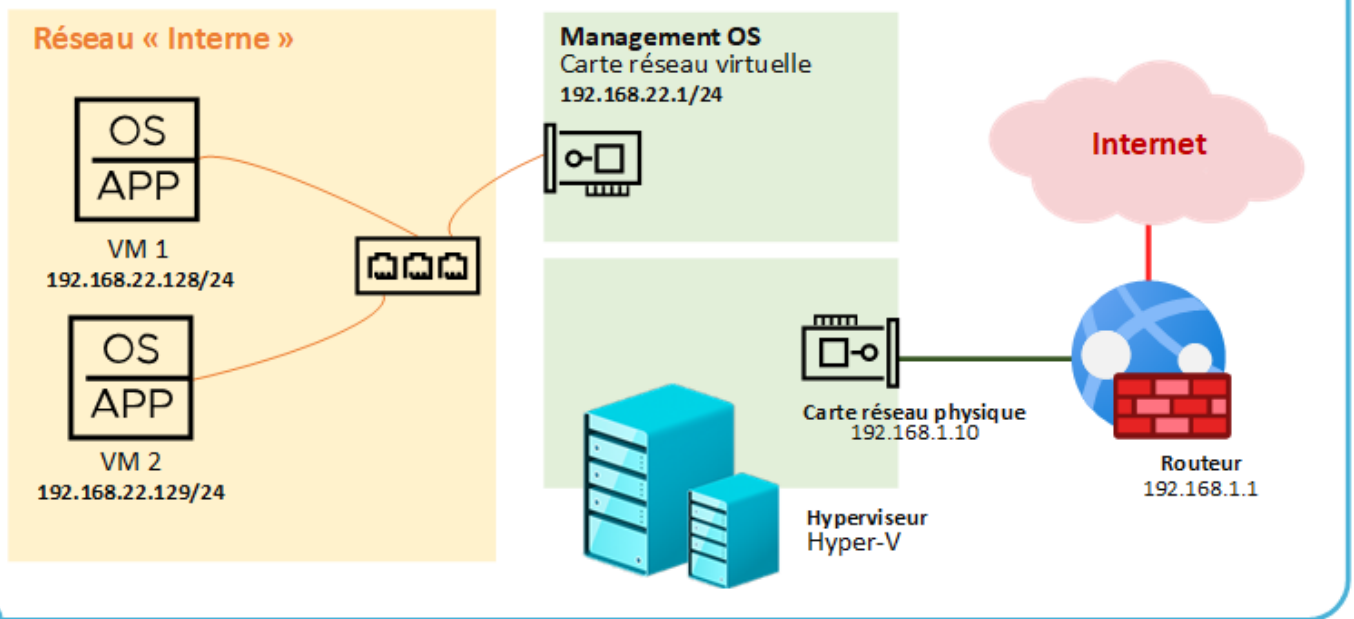 Réseau « Interne »
OS
APP
VM 1
192.168.22.128/24
OS
APP
VM 2
192.168.22.129/24
Management OS
Carte réseau virtuelle
192.168.22.1/24
Carte réseau physique
192.168.1.10
Hyperviseur
Hyper-V
Internet
Routeur
192.168.1.1